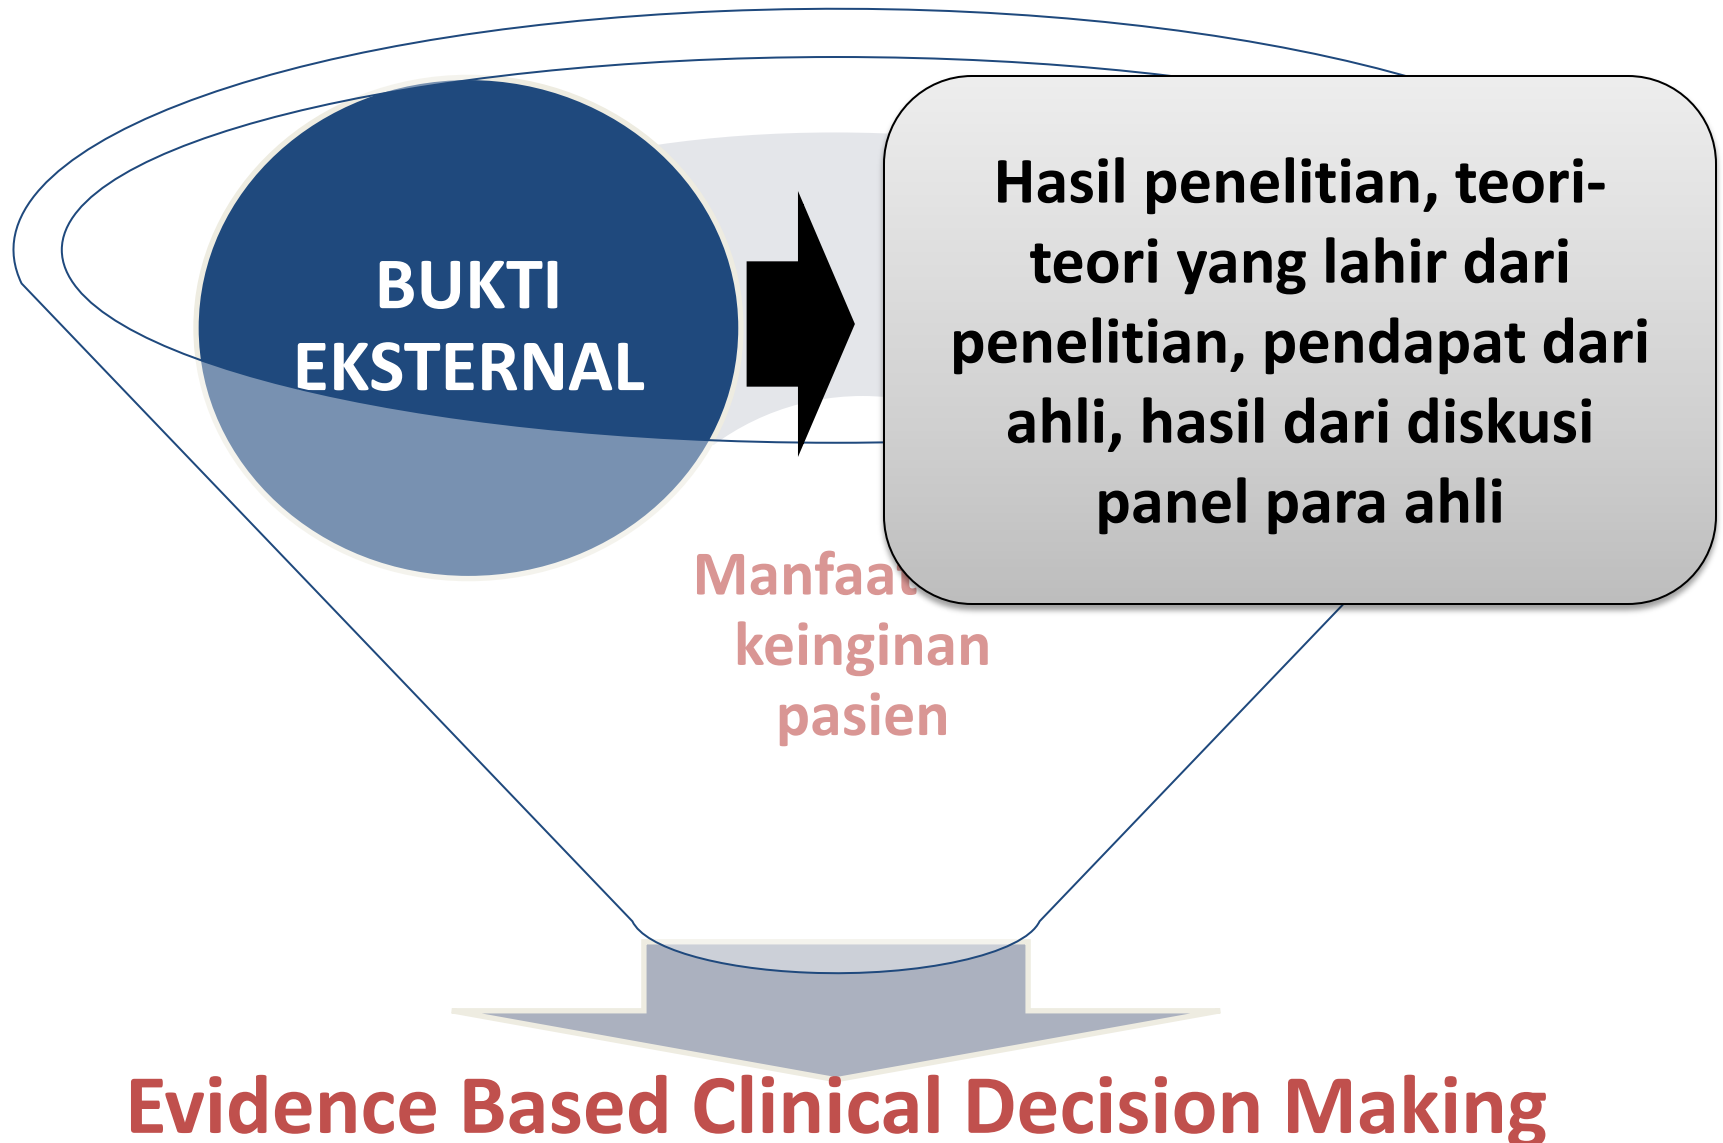 BUKTI
EKSTERNAL
Hasil penelitian, teori-
teori yang lahir dari
penelitian, pendapat dari
ahli, hasil dari diskusi
panel para ahli
Manfaat
keinginan
pasien
Evidence Based Clinical Decision Making